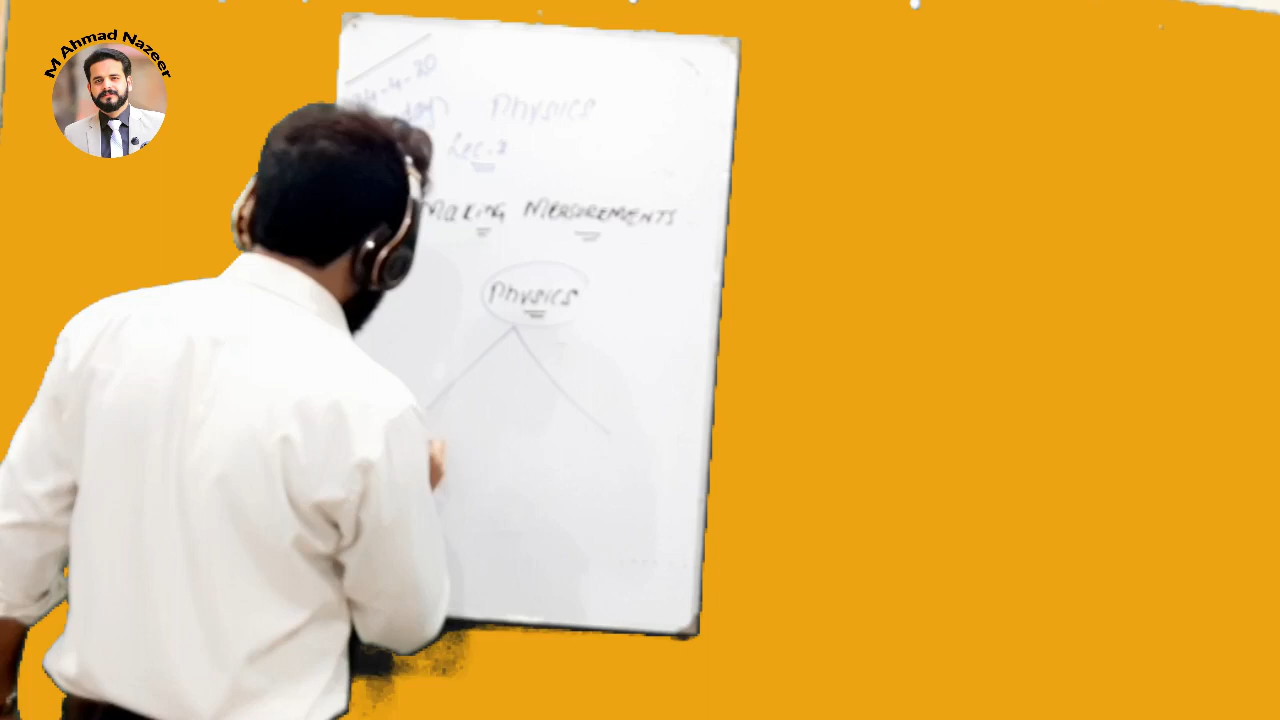 M Ahmad Nazeer
Physics
Lec.
Making MEASUREMENTS
Physics